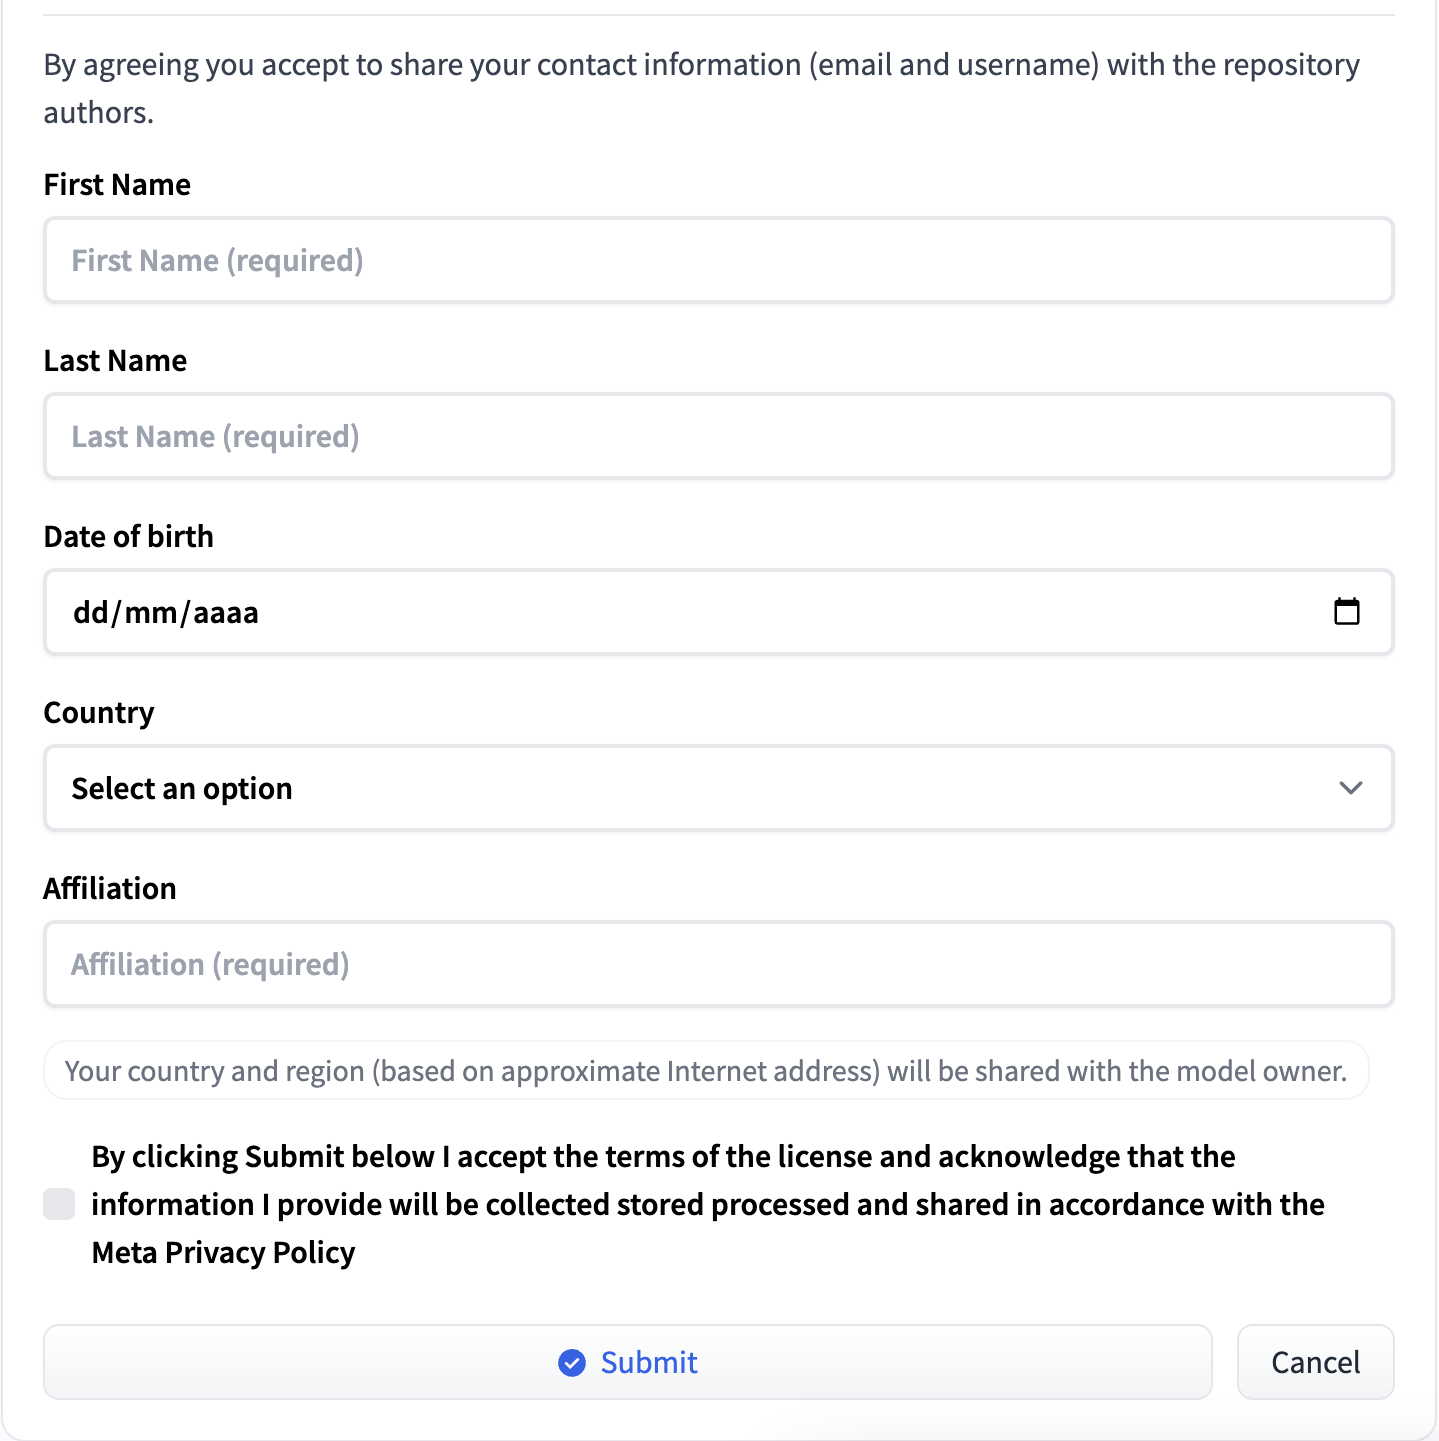 By agreeing you accept to share your contact information (email and username) with the repository
authors.
First Name
First Name (required)
Last Name
Last Name (required)
Date of birth
dd/mm/aaaa
Country
Select an option
Affiliation
Affiliation (required)
Your country and region (based on approximate Internet address) will be shared with the model owner.
By clicking Submit below I accept the terms of the license and acknowledge that the
information I provide will be collected stored processed and shared in accordance with the
Meta Privacy Policy
Submit
Cancel